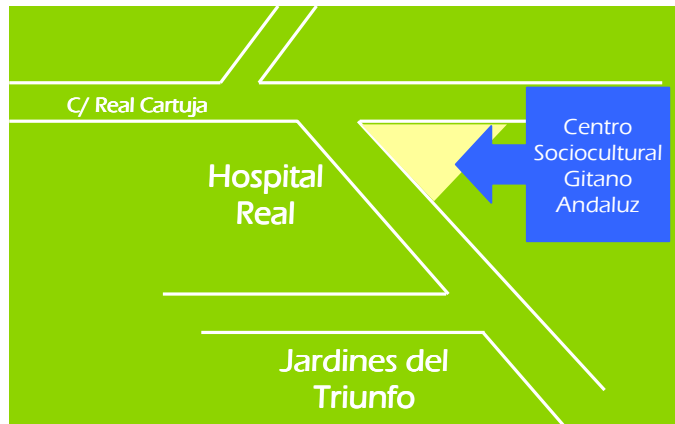 C/ Real Cartuja
Centro
Sociocultural
Gitano
Andaluz
Hospital
Real
Jardines del
Triunfo